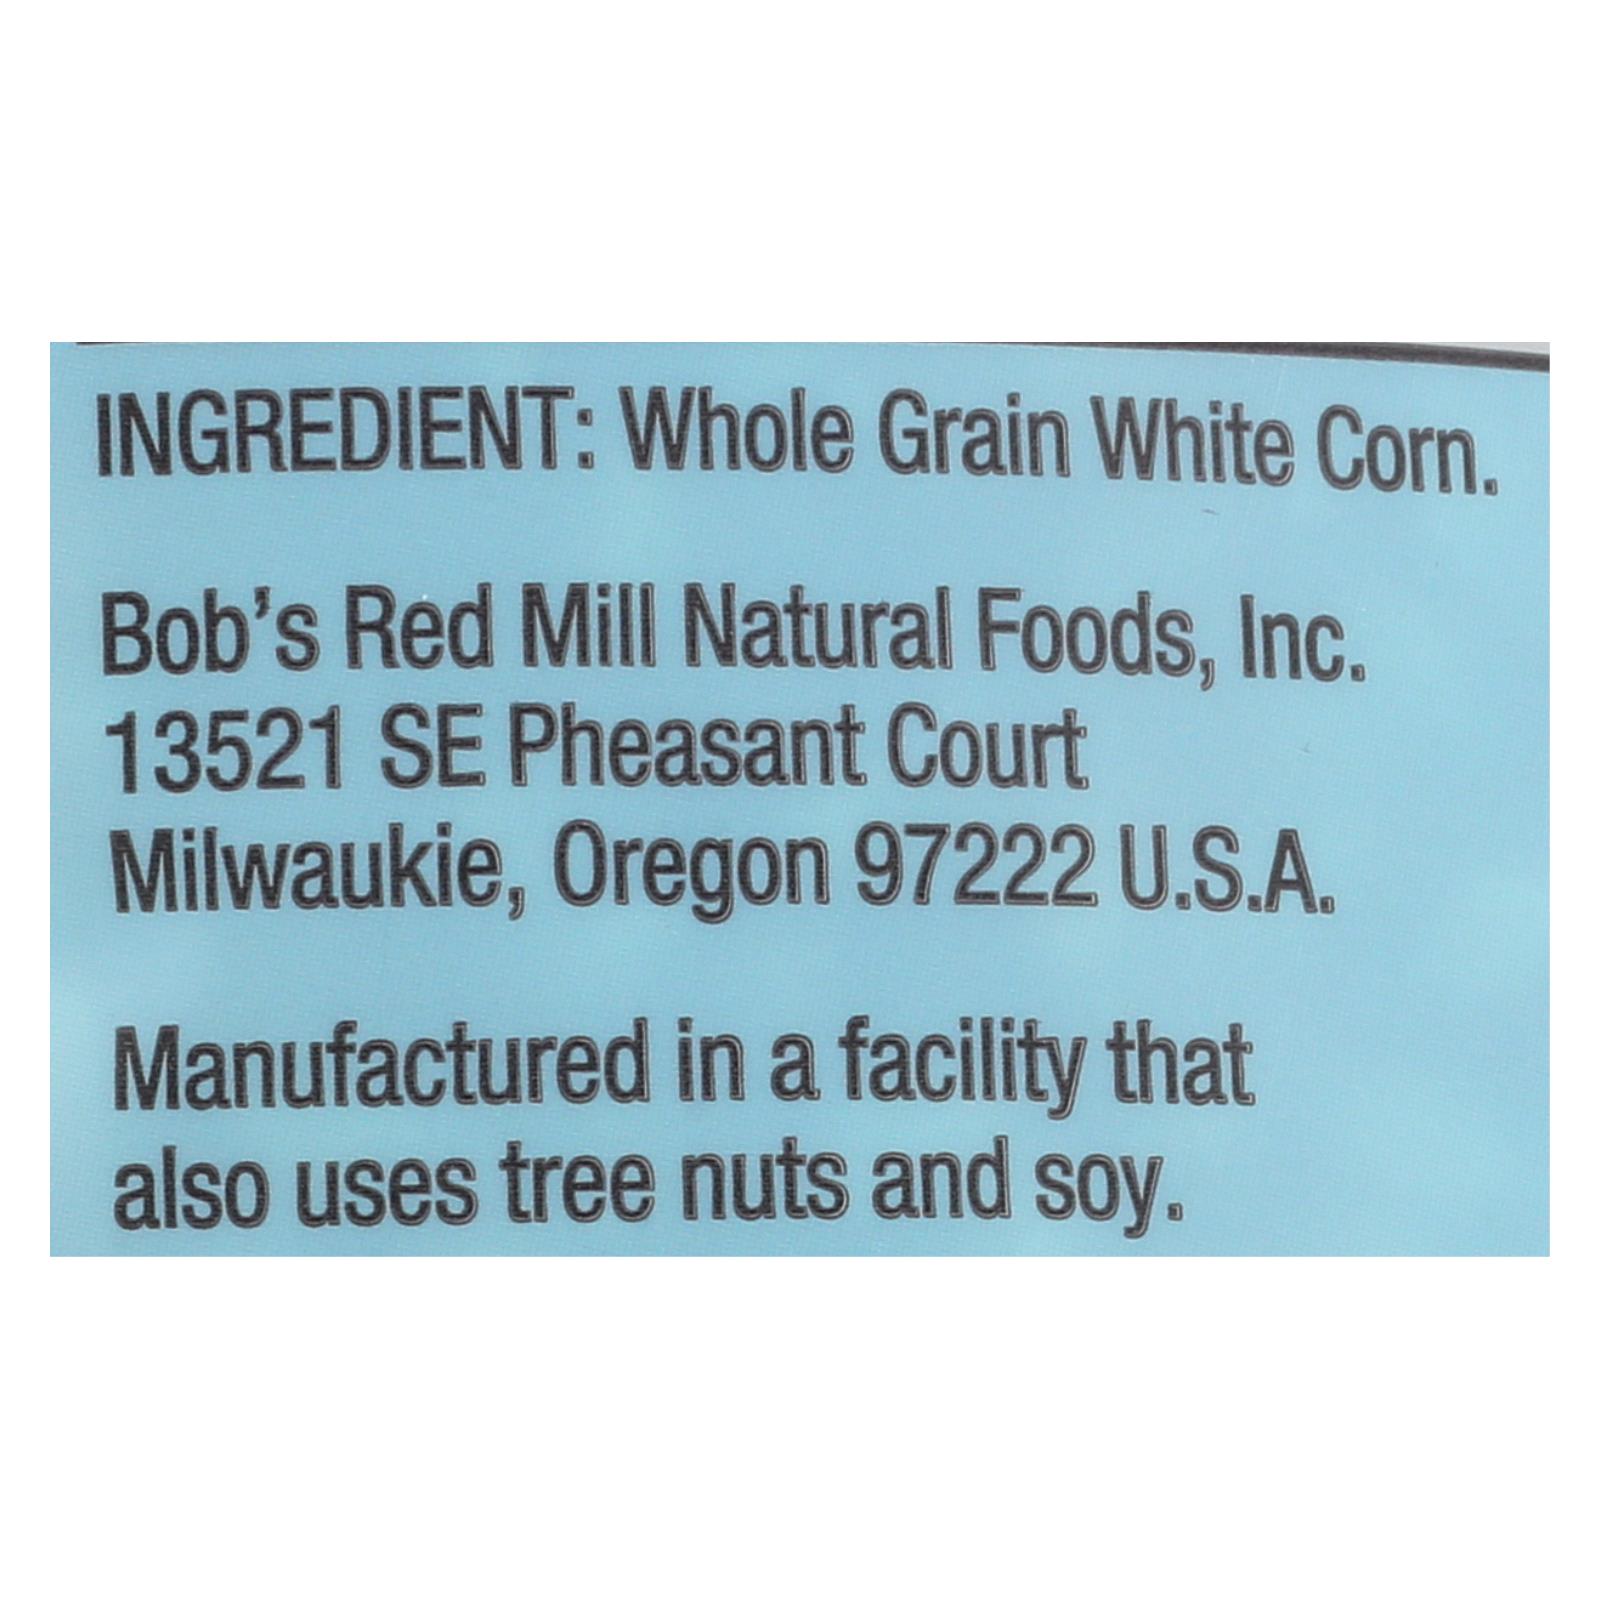 INGREDIENT: Whole Grain White Corn.
Bob's Red Mill Natural Foods, Inc.
13521 SE Pheasant Court
Milwaukie, Oregon 97222 U.S.A.
Manufactured in a facility that
also uses tree nuts and soy.